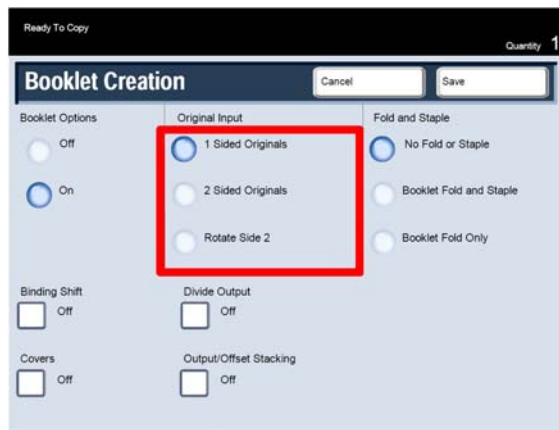 Ready To Copy
Quantity 1
Booklet Creation
Cancel
Save
Booklet Options
Off
On
Original Input
1 Sided Originals
2 Sided Originals
Rotate Side 2
Fold and Staple
No Fold or Staple
Booklet Fold and Staple
Booklet Fold Only
Binding Shift
Off
Divide Output
Off
Covers
Off
Output/Offset Stacking
Off